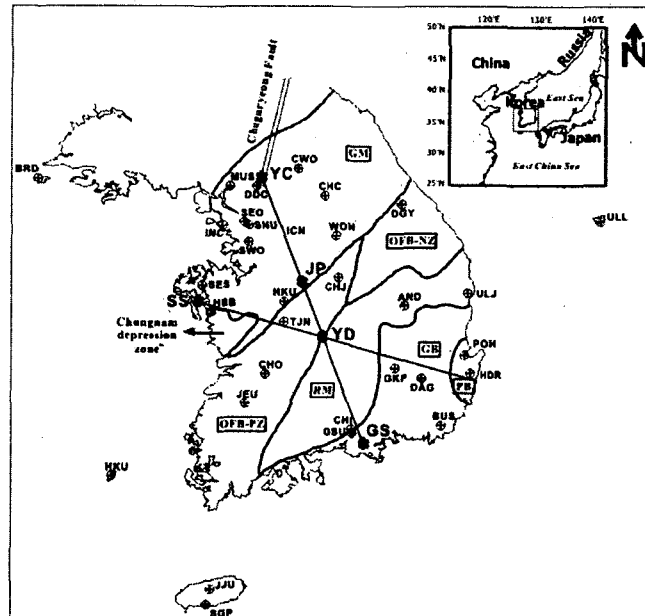 50°N
45
40
35
30
25
120°E
130°E
140°E
China
Russia
Korea
East Sea
Japan
East China Sea
N
Chugaryeong Fault
BRD
MUS
YC
DDC
CWO
GM
CHC
DGY
ULL
SEO
SNU
INC
ICN
WON
SWO
OFB-NZ
JP
CHJ
SES
SS
HSB
HKU
AND
ULJ
TJN
Chungnam
depression
zone
YD
GB
POH
HDR
PB
CHO
GKP
DAG
RM
JEU
OFB-PZ
BUS
CHJ
GSU
GS
HKU
JJU
SGP